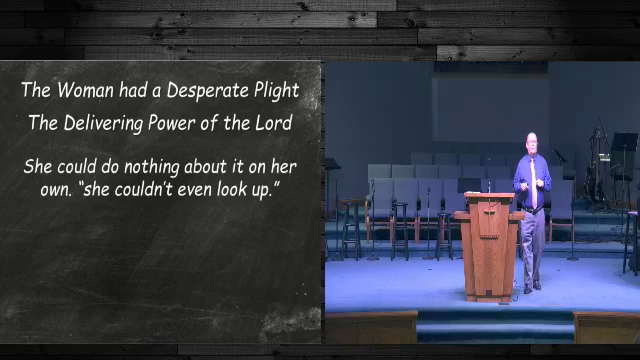 The Woman had a Desperate Plight
The Delivering Power of the Lord
She could do nothing about it on her
own. "she couldn't even look up."